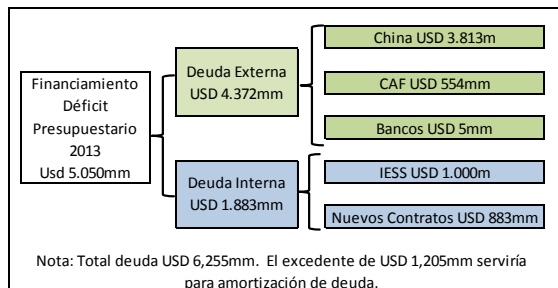 Financiamiento
Déficit
Presupuestario
2013
Usd 5.050mm
Deuda Externa
USD 4.372mm
China USD 3.813m
CAF USD 554mm
Bancos USD 5mm
Deuda Interna
USD 1.883mm
IESS USD 1.000m
Nuevos Contratos USD 883mm
Nota: Total deuda USD 6,255mm. El excedente de USD 1,205mm serviría
para amortización de deuda.